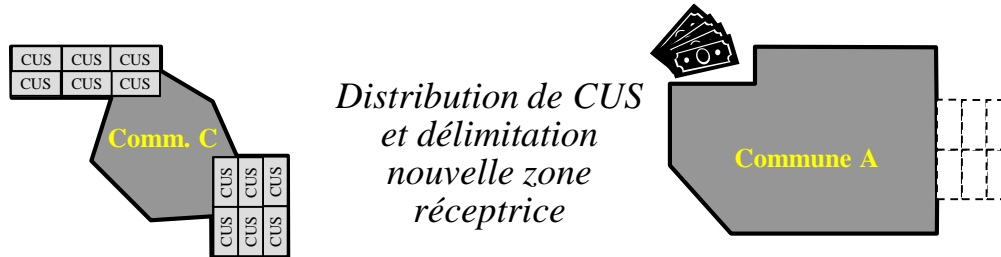 CUS CUS CUS
CUS CUS CUS
Comm. C
CUS CUS CUS
CUS CUS CUS
Distribution de CUS
et délimitation
nouvelle zone
réceptrice
Commune A